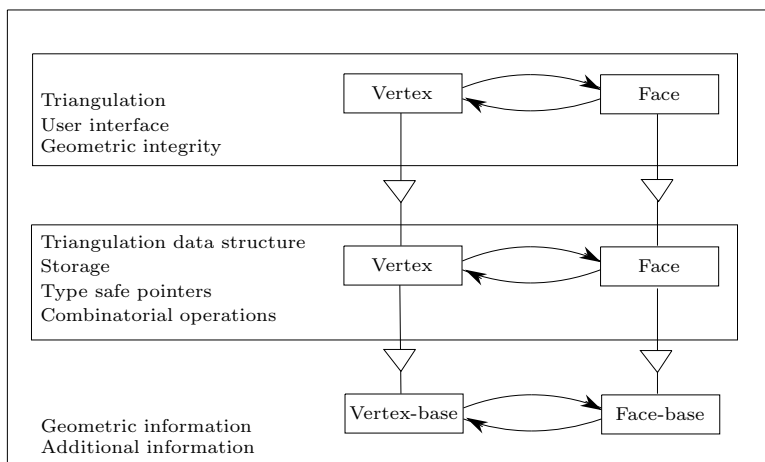 Triangulation
User interface
Geometric integrity
Vertex
Face
Triangulation data structure
Storage
Type safe pointers
Combinatorial operations
Vertex
Face
Geometric information
Additional information
Vertex-base
Face-base